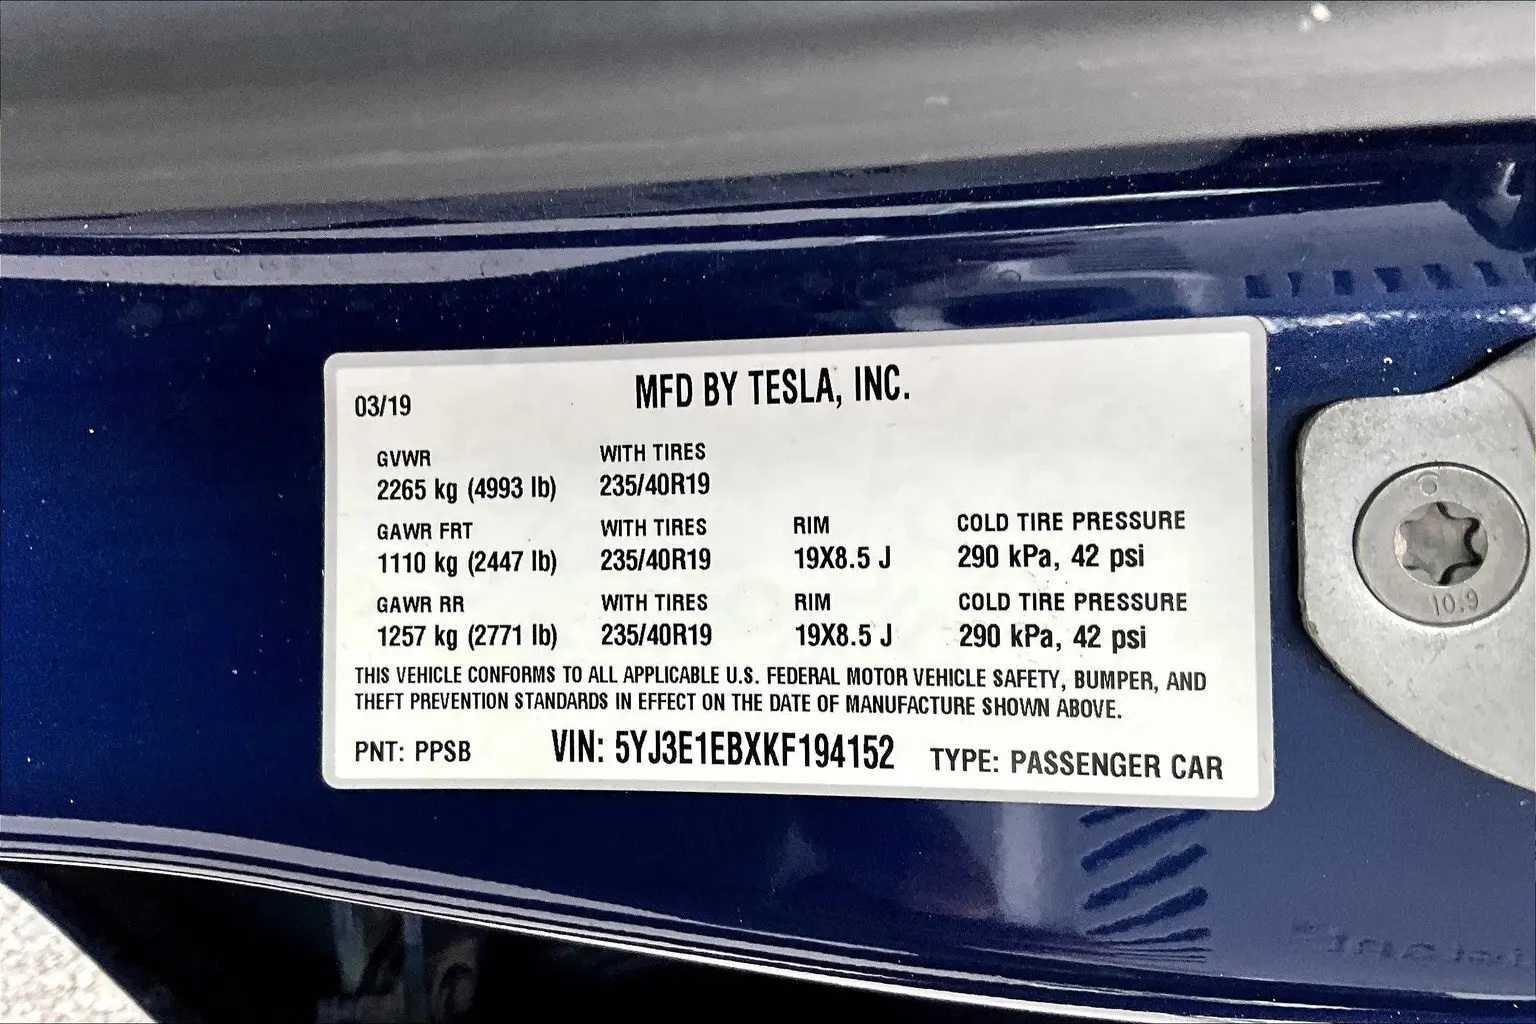 MFD BY TESLA, INC.
03/19
GVWR WITH TIRES
2265 kg (4993 lb) 235/40R19
GAWR FRT WITH TIRES RIM COLD TIRE PRESSURE
1110 kg (2447 lb) 235/40R19 19X8.5 J 290 kPa, 42 psi
GAWR RR WITH TIRES RIM COLD TIRE PRESSURE
1257 kg (2771 lb) 235/40R19 19X8.5 J 290 kPa, 42 psi
THIS VEHICLE CONFORMS TO ALL APPLICABLE U.S. FEDERAL MOTOR VEHICLE SAFETY, BUMPER, AND
THEFT PREVENTION STANDARDS IN EFFECT ON THE DATE OF MANUFACTURE SHOWN ABOVE.
PNT: PPSB VIN: 5YJ3E1EBXKF194152 TYPE: PASSENGER CAR
10.9